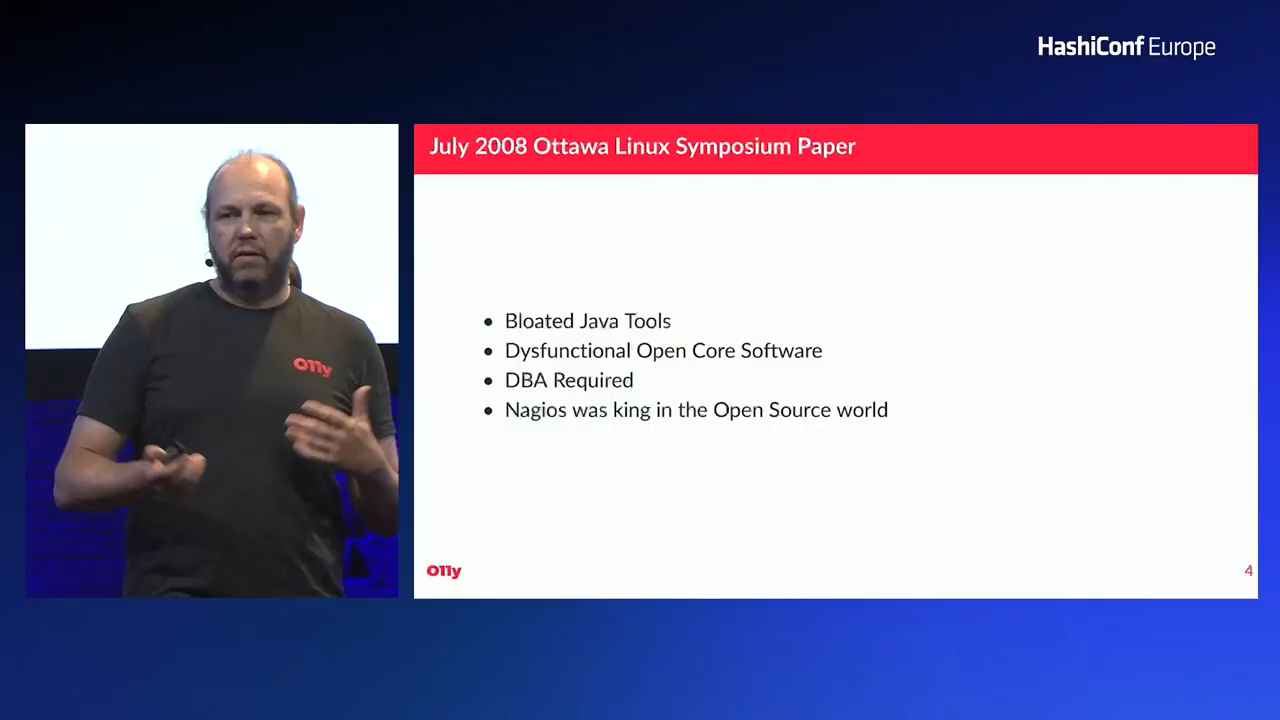 HashiConf Europe
July 2008 Ottawa Linux Symposium Paper
O11y
• Bloated Java Tools
• Dysfunctional Open Core Software
• DBA Required
• Nagios was king in the Open Source world
O11y
4